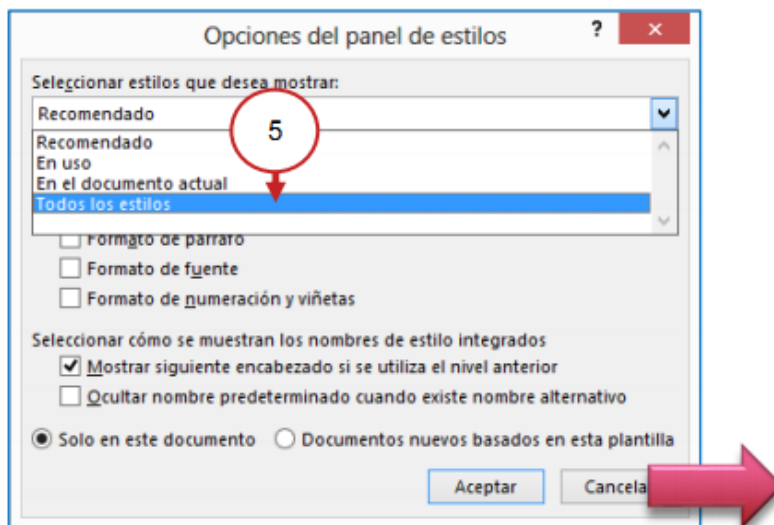 Opciones del panel de estilos ? ×
Seleccionar estilos que desea mostrar:
Recomendado
5
Recomendado
En uso
En el documento actual
Todos los estilos
Formato de párrafo
Formato de fuente
Formato de numeración y viñetas
Seleccionar cómo se muestran los nombres de estilo integrados
Mostrar siguiente encabezado si se utiliza el nivel anterior
Ocultar nombre predeterminado cuando existe nombre alternativo
Solo en este documento Documentos nuevos basados en esta plantilla
Aceptar Cancela